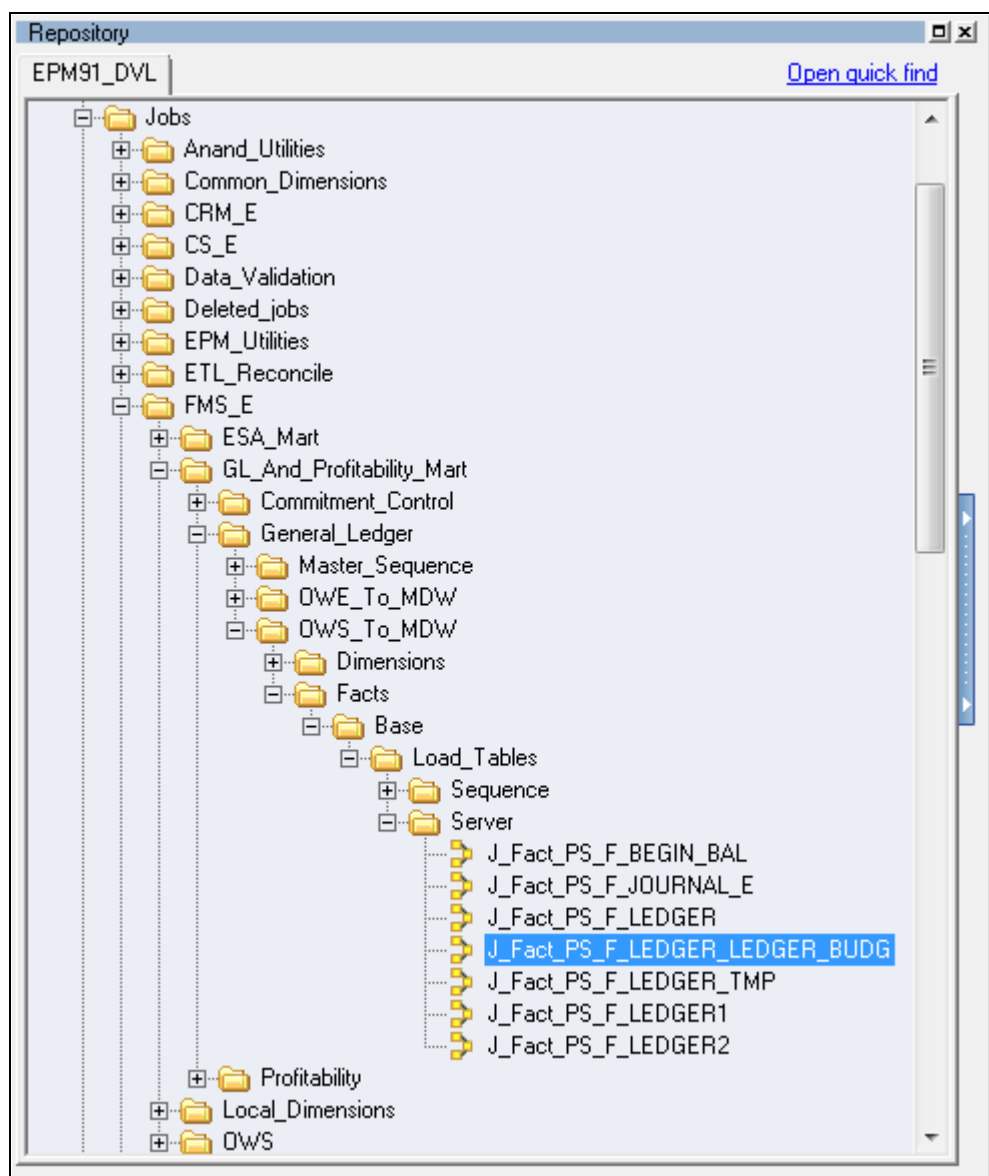 Repository
EPM91_DVL
Open quick find
Jobs
Anand_Utilities
Common_Dimensions
CRM_E
CS_E
Data_Validation
Deleted_jobs
EPM_Utilities
ETL_Reconcile
FMS_E
ESA_Mart
GL_And_Profitability_Mart
Commitment_Control
General_Ledger
Master_Sequence
OWE_To_MDW
OWS_To_MDW
Dimensions
Facts
Base
Load_Tables
Sequence
Server
J_Fact_PS_F_BEGIN_BAL
J_Fact_PS_F_JOURNAL_E
J_Fact_PS_F_LEDGER
J_Fact_PS_F_LEDGER_LEDGER_BUDG
J_Fact_PS_F_LEDGER_TMP
J_Fact_PS_F_LEDGER1
J_Fact_PS_F_LEDGER2
Profitability
Local_Dimensions
OWS